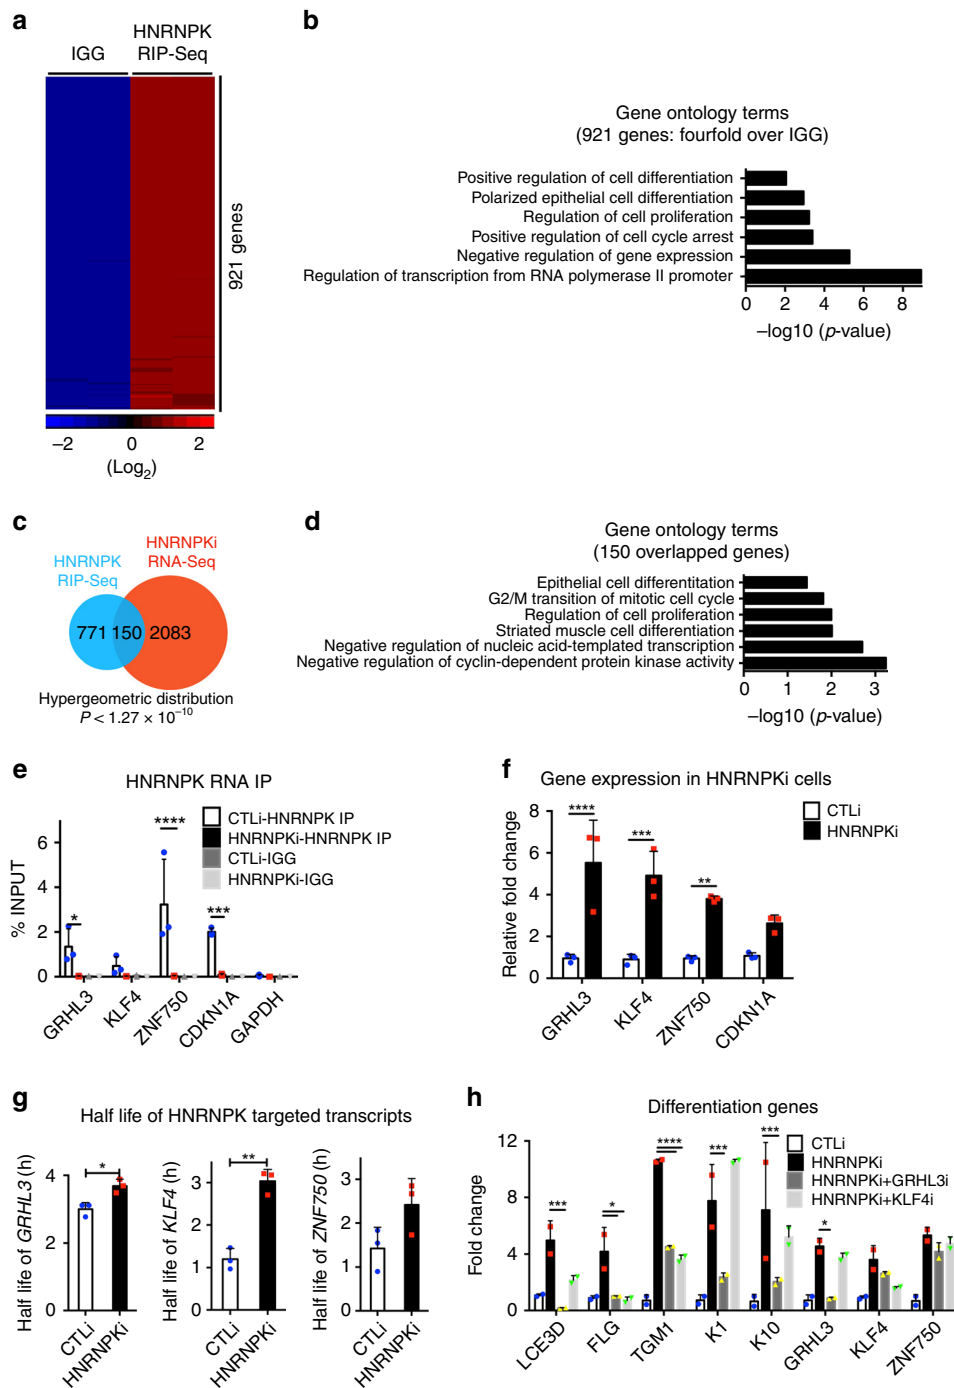 a
IGG
HNRNPK
RIP-Seq
921 genes
−2 0 2
(Log2)
b
Gene ontology terms
(921 genes: fourfold over IGG)
Positive regulation of cell differentiation
Polarized epithelial cell differentiation
Regulation of cell proliferation
Positive regulation of cell cycle arrest
Negative regulation of gene expression
Regulation of transcription from RNA polymerase II promoter
0 2 4 6 8
−log10 (p-value)
c
HNRNPK
RIP-Seq
HNRNPKi
RNA-Seq
771 150 2083
Hypergeometric distribution
P < 1.27 × 10−10
d
Gene ontology terms
(150 overlapped genes)
Epithelial cell differentitation
G2/M transition of mitotic cell cycle
Regulation of cell proliferation
Striated muscle cell differentiation
Negative regulation of nucleic acid-templated transcription
Negative regulation of cyclin-dependent protein kinase activity
0 1 2 3
−log10 (p-value)
e
HNRNPK RNA IP
CTLi-HNRNPK IP
HNRNPKi-HNRNPK IP
CTLi-IGG
HNRNPKi-IGG
% INPUT
6
4
2
0
* **** ***
GRHL3 KLF4 ZNF750 CDKN1A GAPDH
f
Gene expression in HNRNPKi cells
CTLi
HNRNPKi
Relative fold change
8
6
4
2
0
**** *** **
GRHL3 KLF4 ZNF750 CDKN1A
g
Half life of HNRNPK targeted transcripts
Half life of GRHL3 (h)
4
2
0
*
CTLi
HNRNPKi
Half life of KLF4 (h)
3
2
1
0
**
CTLi
HNRNPKi
Half life of ZNF750 (h)
3
2
1
0
CTLi
HNRNPKi
h
Differentiation genes
CTLi
HNRNPKi
HNRNPKi+GRHL3i
HNRNPKi+KLF4i
Fold change
12
8
4
0
*** * **** *** *** *
LCE3D FLG TGM1 K1 K10 GRHL3 KLF4 ZNF750